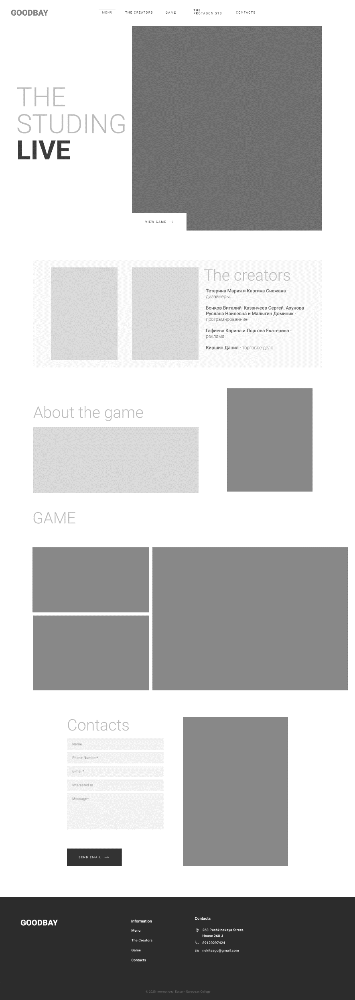 GOODBAY
MENU
THE CREATORS
GAME
THE
PROTAGONISTS
CONTACTS
THE
STUDING
LIVE
VIEW GAME
The creators
Тетерина Мария и Каргина Снежана -
дизайнеры.
Бочков Виталий, Казанчеев Сергей, Ахунова
Руслана Наилевна и Малыгин Доминик -
програмированние.
Гафиева Карина и Лоргова Екатерина -
реклама
Киршин Данил - торговое дело
About the game
GAME
Contacts
Name
Phone Number*
E-mail*
Interested In
Message*
SEND EMAIL
GOODBAY
Information
Menu
The Creators
Game
Contacts
Contacts
268 Pushkinskaya Street.
House 268 J
89120297424
nekitsago@gmail.com
© 2025 International Eastern European College